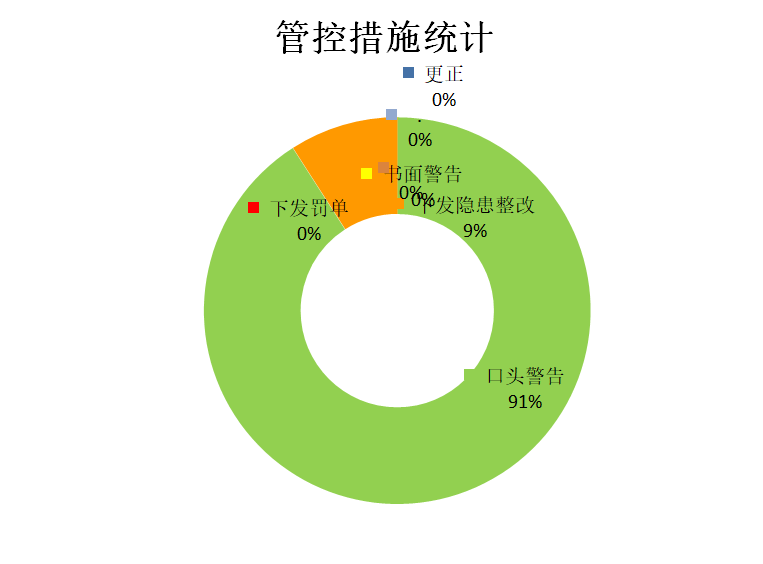 管控措施统计
更正
0%
.
0%
书面警告
0%
0%
下发罚单
0%
下发隐患整改
9%
口头警告
91%